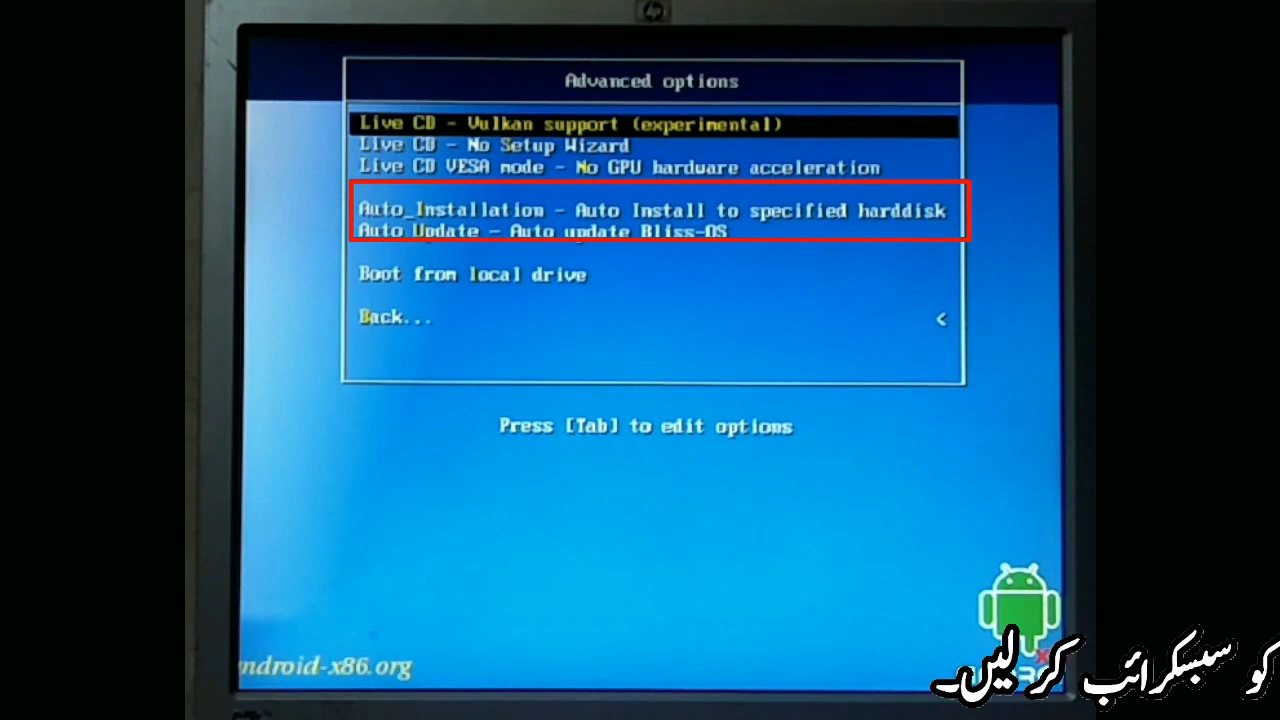 hp
Advanced options
Live CD - Vulkan support (experimental)
Live CD - No Setup Wizard
Live CD VESA mode - No GPU hardware acceleration
Auto_Installation - Auto Install to specified harddisk
Auto Update - Auto update Bliss-OS
Boot from local drive
Back... <
Press [Tab] to edit options
ndroid-x86.org
کو سبسکرائب کر لیں۔